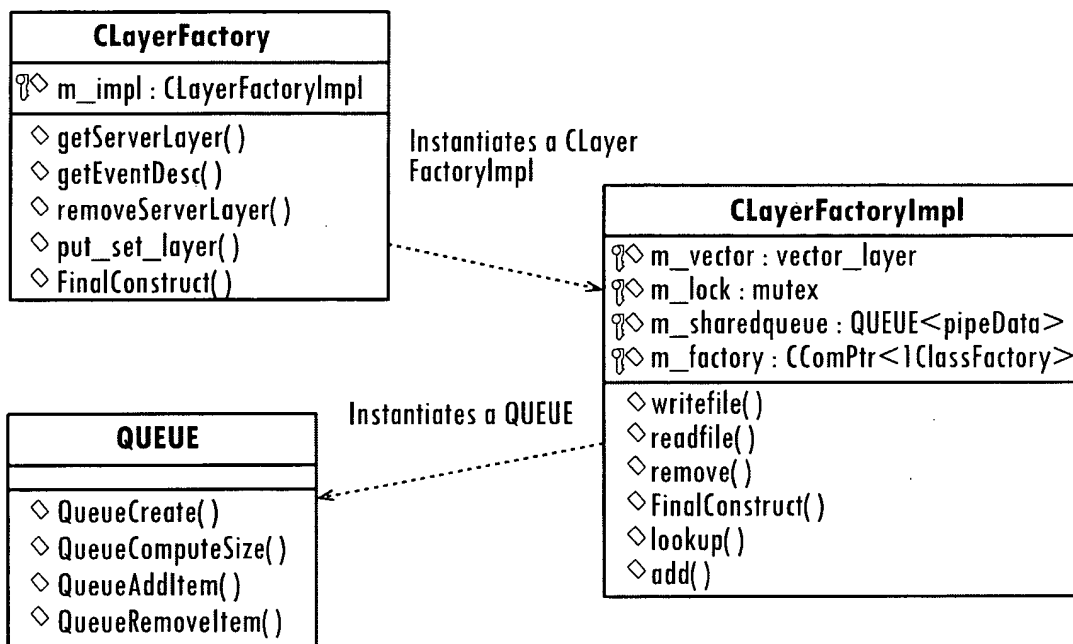 CLayerFactory
m_impl : CLayerFactoryImpl
getServerLayer()
getEventDesc()
removeServerLayer()
put_set_layer()
FinalConstruct()
Instantiates a CLayer
FactoryImpl
CLayerFactoryImpl
m_vector : vector_layer
m_lock : mutex
m_sharedqueue : QUEUE<pipeData>
m_factory : CComPtr<1ClassFactory>
writefile()
readfile()
remove()
FinalConstruct()
lookup()
add()
Instantiates a QUEUE
QUEUE
QueueCreate()
QueueComputeSize()
QueueAddItem()
QueueRemoveItem()